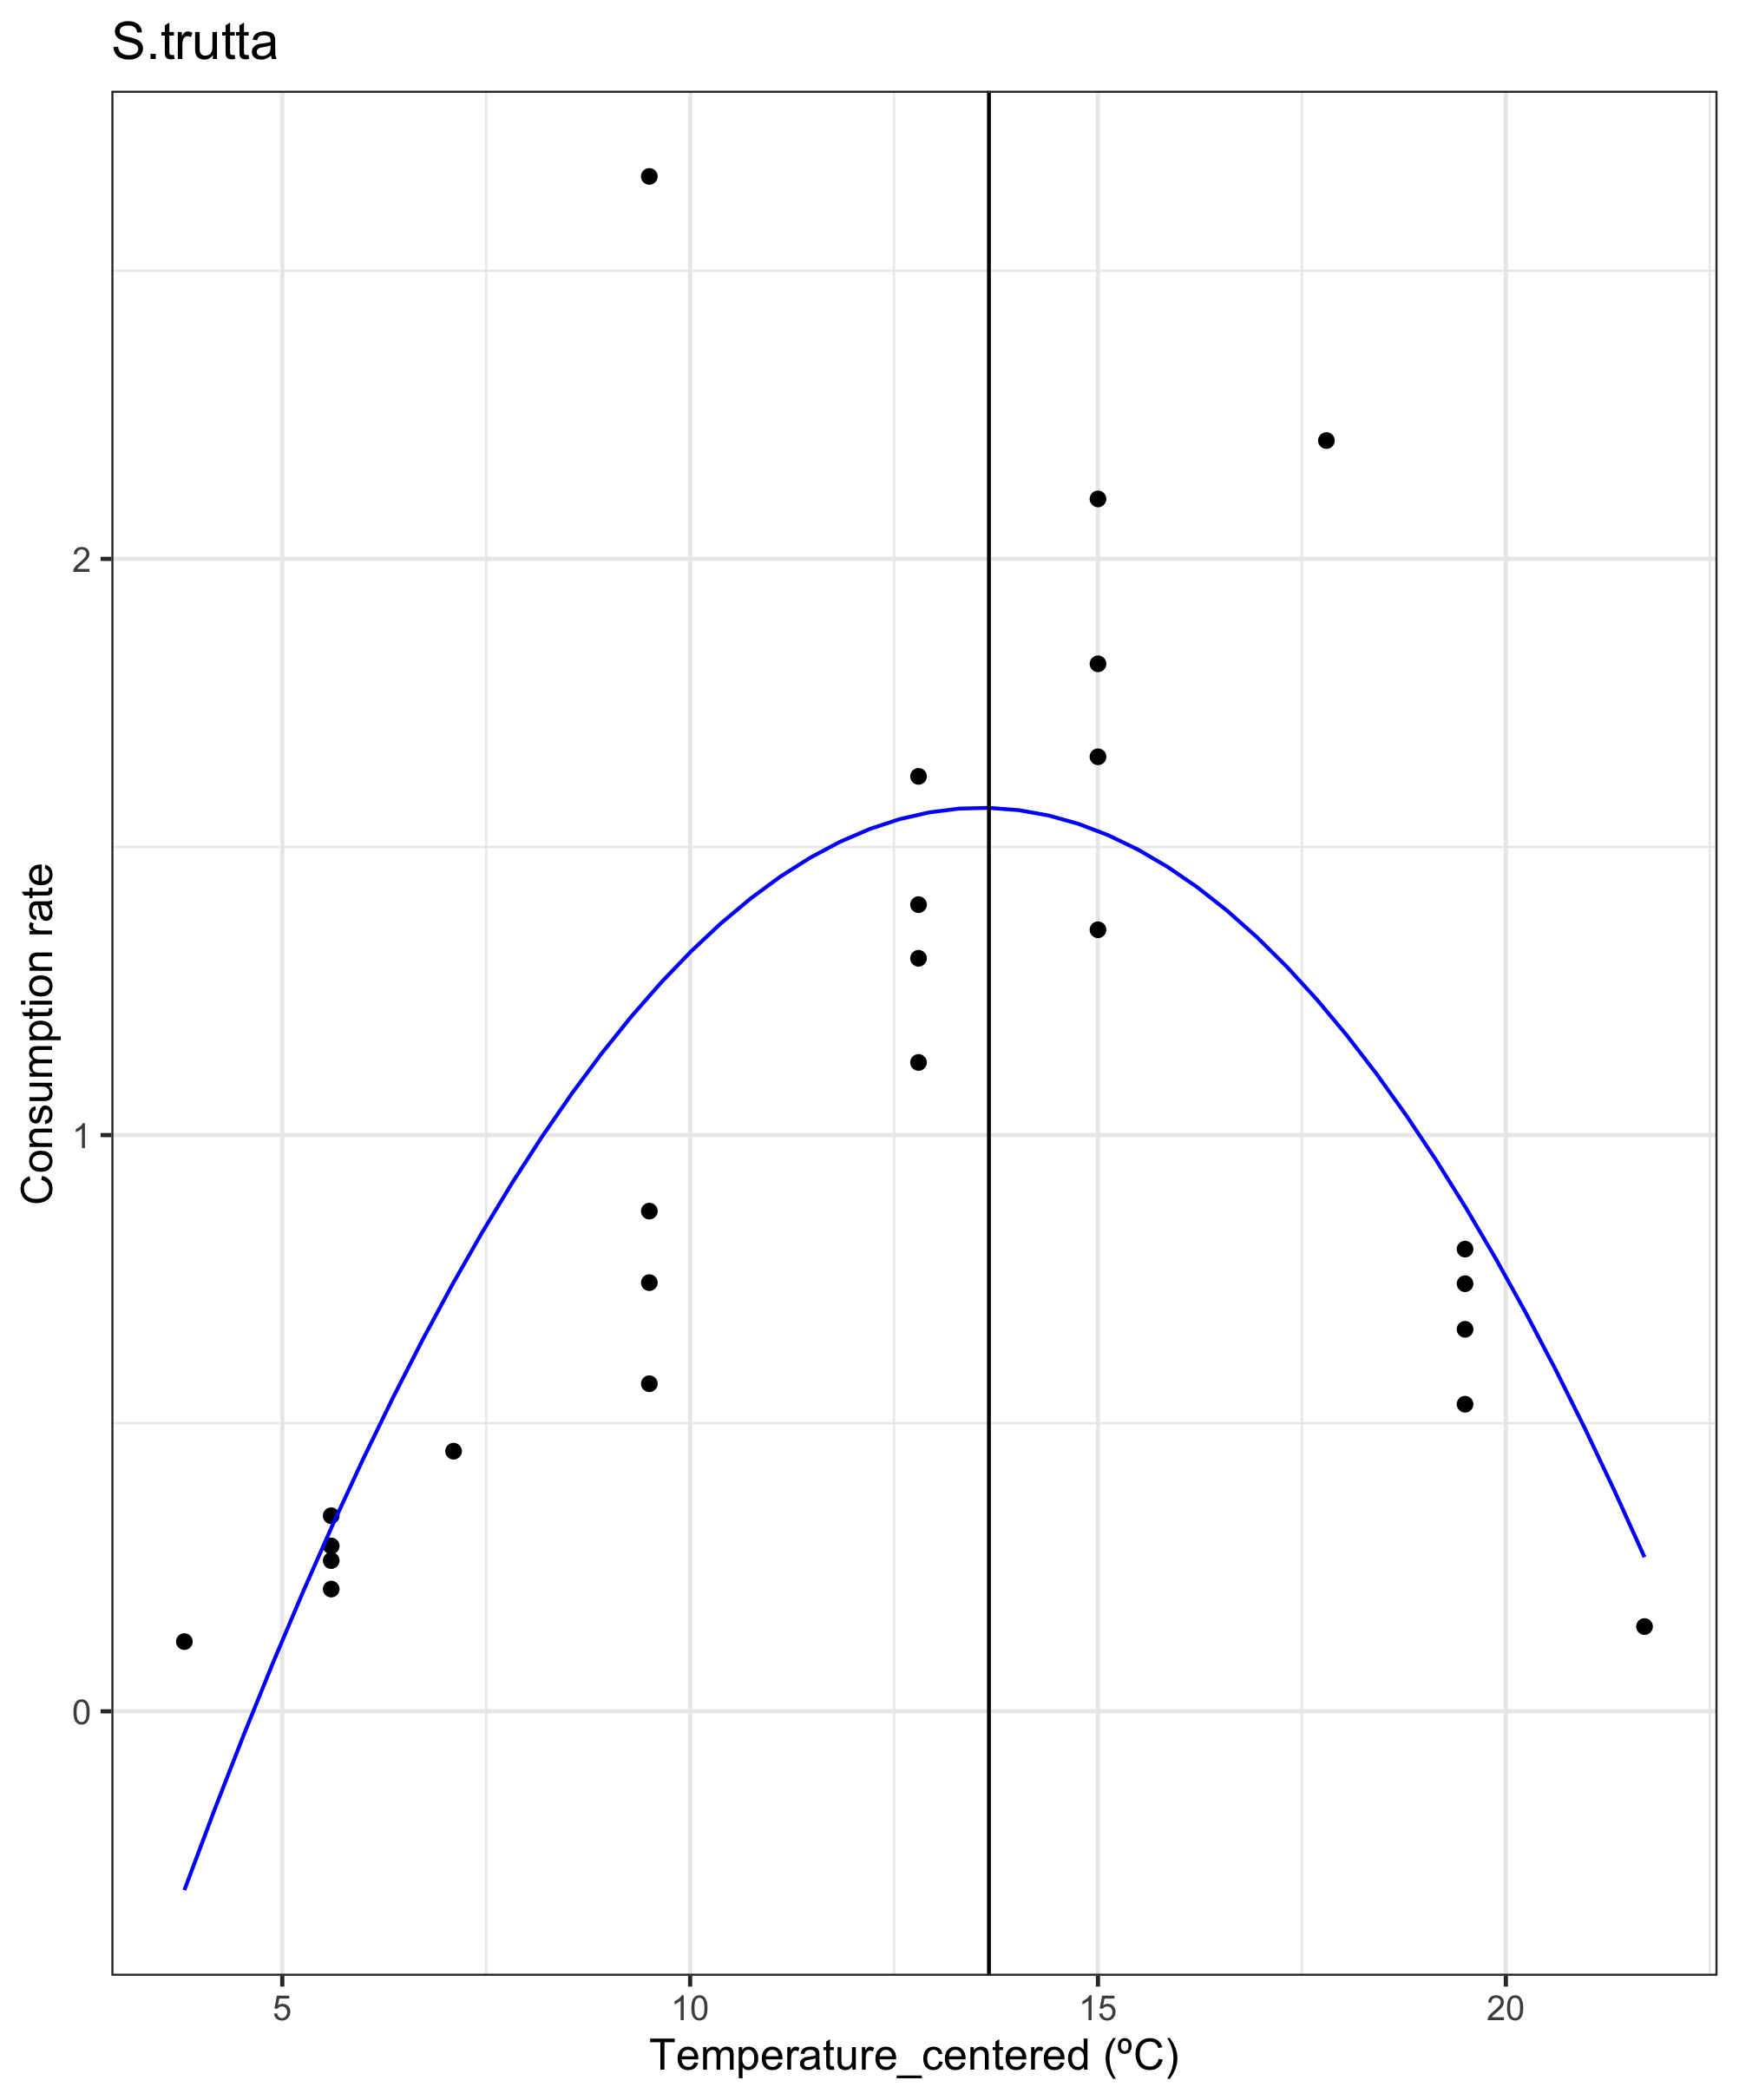 S.trutta
Consumption rate
2
1
0
5 10 15 20
Temperature_centered (ºC)